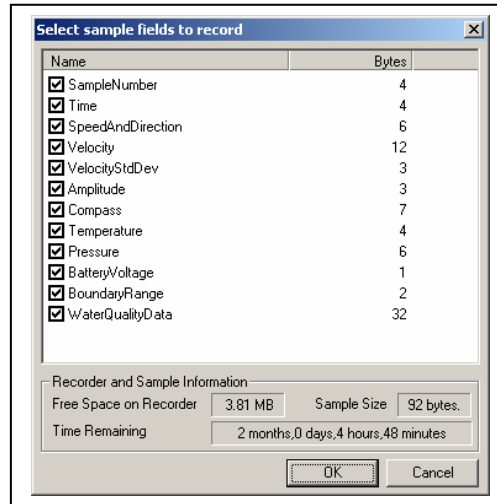 Select sample fields to record
Name Bytes
SampleNumber 4
Time 4
SpeedAndDirection 6
Velocity 12
VelocityStdDev 3
Amplitude 3
Compass 7
Temperature 4
Pressure 6
BatteryVoltage 1
BoundaryRange 2
WaterQualityData 32
Recorder and Sample Information
Free Space on Recorder 3.81 MB Sample Size 92 bytes.
Time Remaining 2 months,0 days,4 hours,48 minutes
OK Cancel